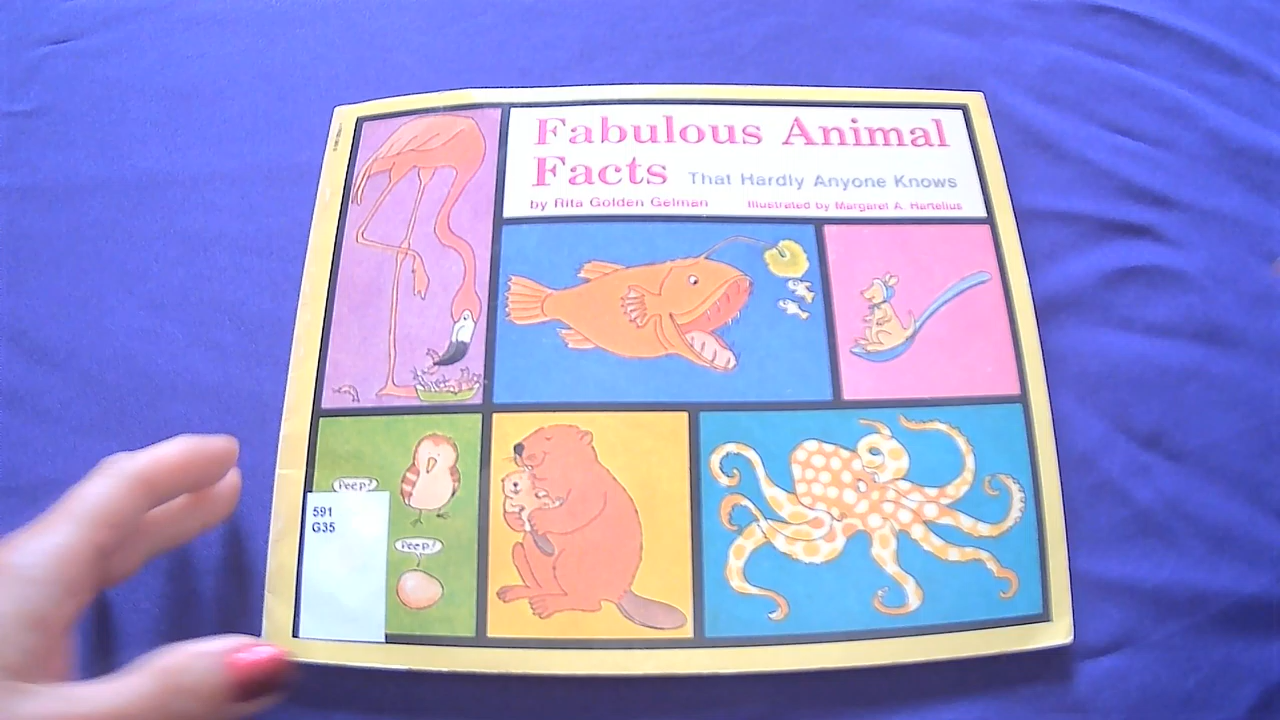 Fabulous Animal
Facts That Hardly Anyone Knows
by Rita Golden Gelman Illustrated by Margaret A. Hartelius
Peep?
591
G35
Peep?